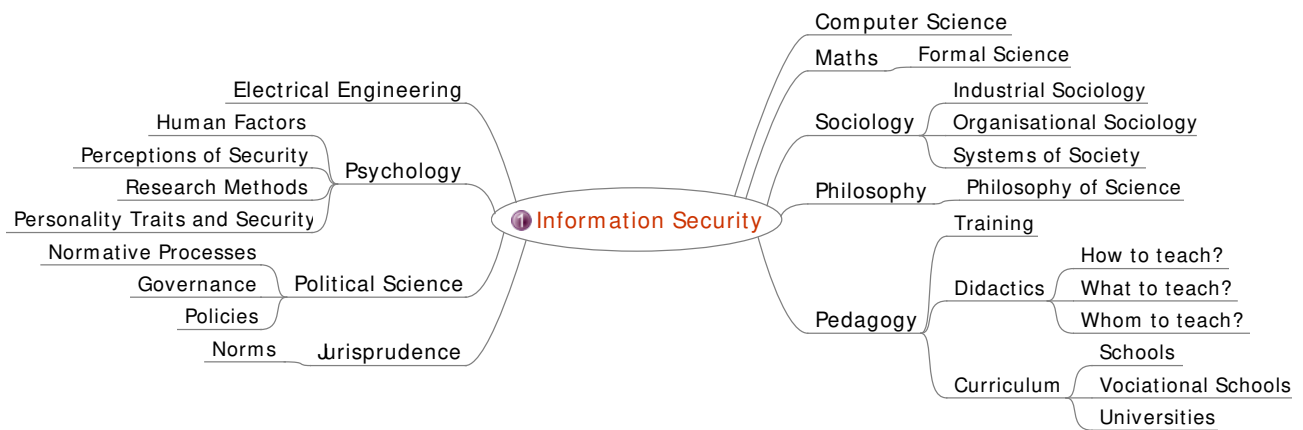 Computer Science
Maths
Formal Science
Electrical Engineering
Industrial Sociology
Human Factors
Sociology
Organisational Sociology
Perceptions of Security
Systems of Society
Psychology
Research Methods
Philosophy
Philosophy of Science
Personality Traits and Security
1 Information Security
Training
Normative Processes
How to teach?
Governance
Political Science
Didactics
What to teach?
Policies
Pedagogy
Whom to teach?
Norms
Jurisprudence
Schools
Curriculum
Vociational Schools
Universities